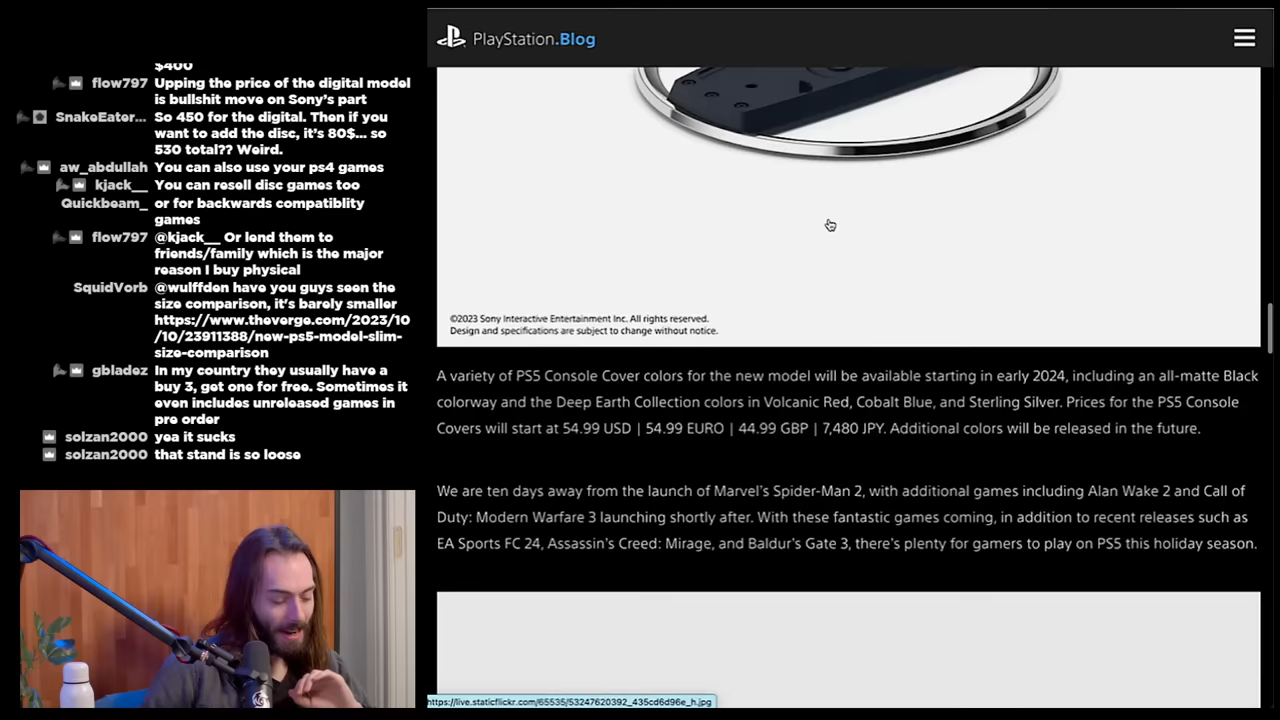 $400
flow797 Upping the price of the digital model
is bullshit move on Sony's part
SnakeEater... So 450 for the digital. Then if you
want to add the disc, it's 80$... so
530 total?? Weird.
aw_abdullah You can also use your ps4 games
kjack__ You can resell disc games too
Quickbeam_ or for backwards compatiblity
games
flow797 @kjack__ Or lend them to
friends/family which is the major
reason I buy physical
SquidVorb @wulffden have you guys seen the
size comparison, it's barely smaller
https://www.theverge.com/2023/10
/10/23911388/new-ps5-model-slim-
size-comparison
gbladez In my country they usually have a
buy 3, get one for free. Sometimes it
even includes unreleased games in
pre order
solzan2000 yea it sucks
solzan2000 that stand is so loose
PlayStation.Blog
©2023 Sony Interactive Entertainment Inc. All rights reserved.
Design and specifications are subject to change without notice.
A variety of PS5 Console Cover colors for the new model will be available starting in early 2024, including an all-matte Black
colorway and the Deep Earth Collection colors in Volcanic Red, Cobalt Blue, and Sterling Silver. Prices for the PS5 Console
Covers will start at 54.99 USD | 54.99 EURO | 44.99 GBP | 7,480 JPY. Additional colors will be released in the future.
We are ten days away from the launch of Marvel's Spider-Man 2, with additional games including Alan Wake 2 and Call of
Duty: Modern Warfare 3 launching shortly after. With these fantastic games coming, in addition to recent releases such as
EA Sports FC 24, Assassin's Creed: Mirage, and Baldur's Gate 3, there's plenty for gamers to play on PS5 this holiday season.
https://live.staticflickr.com/65535/53247620392_435cd6d96e_h.jpg